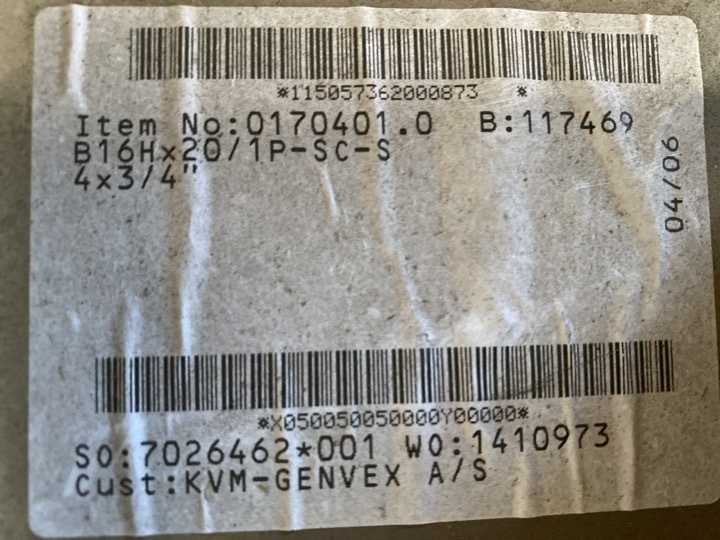 *115057362000873 *
Item No:0170401.0 B:117469
B16Hx20/1P-SC-S
4x3/4"
04/06
*X050050050000Y00000*
SO:7026462*001 WO:1410973
Cust:KVM-GENVEX A/S